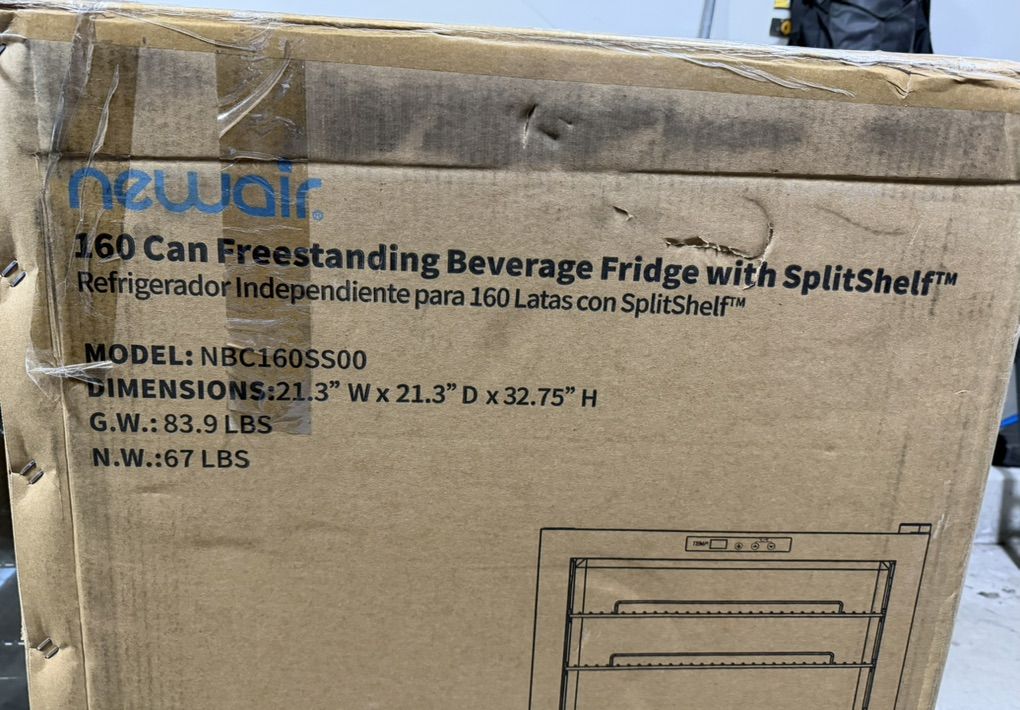 newair®
160 Can Freestanding Beverage Fridge with SplitShelf™
Refrigerador Independiente para 160 Latas con SplitShelf™
MODEL: NBC160SS00
DIMENSIONS:21.3” W x 21.3” D x 32.75” H
G.W.: 83.9 LBS
N.W.:67 LBS
TEMP